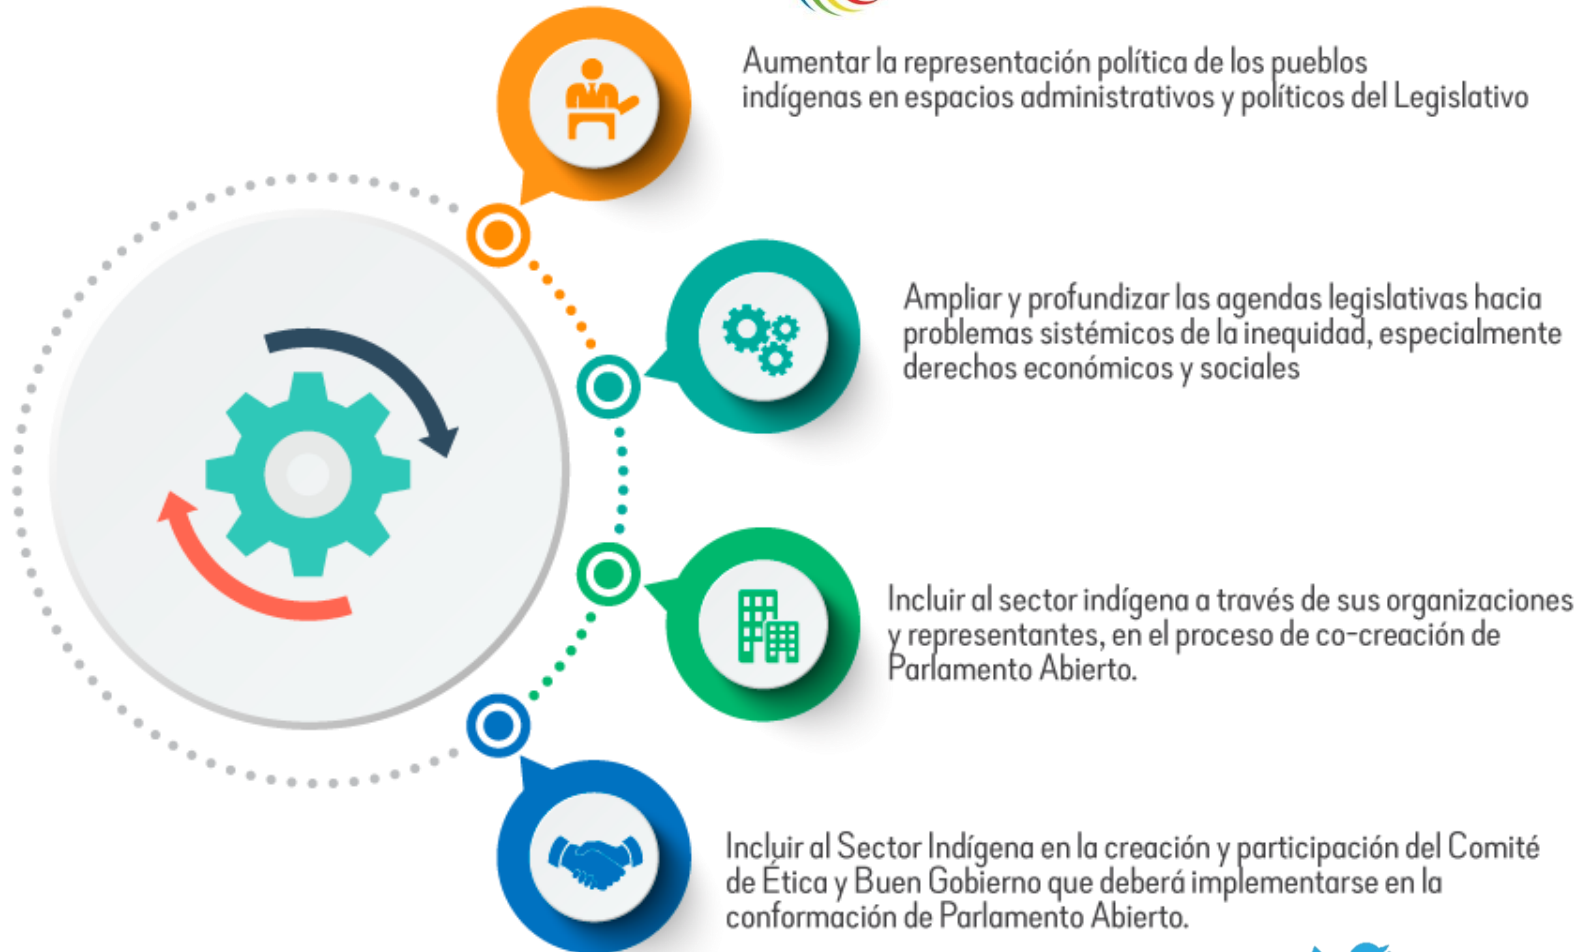 Aumentar la representación política de los pueblos
indígenas en espacios administrativos y políticos del Legislativo
Ampliar y profundizar las agendas legislativas hacia
problemas sistémicos de la inequidad, especialmente
derechos económicos y sociales
Incluir al sector indígena a través de sus organizaciones
y representantes, en el proceso de co-creación de
Parlamento Abierto.
Incluir al Sector Indígena en la creación y participación del Comité
de Ética y Buen Gobierno que deberá implementarse en la
conformación de Parlamento Abierto.